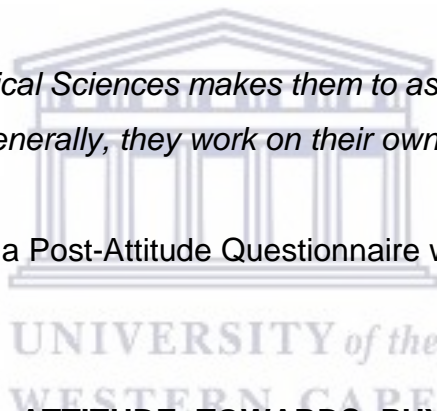 ical Sciences makes them to as
enerally, they work on their own
a Post-Attitude Questionnaire w
UNIVERSITY of the
WESTERN CAPE
ATTITUDE TOWARDS